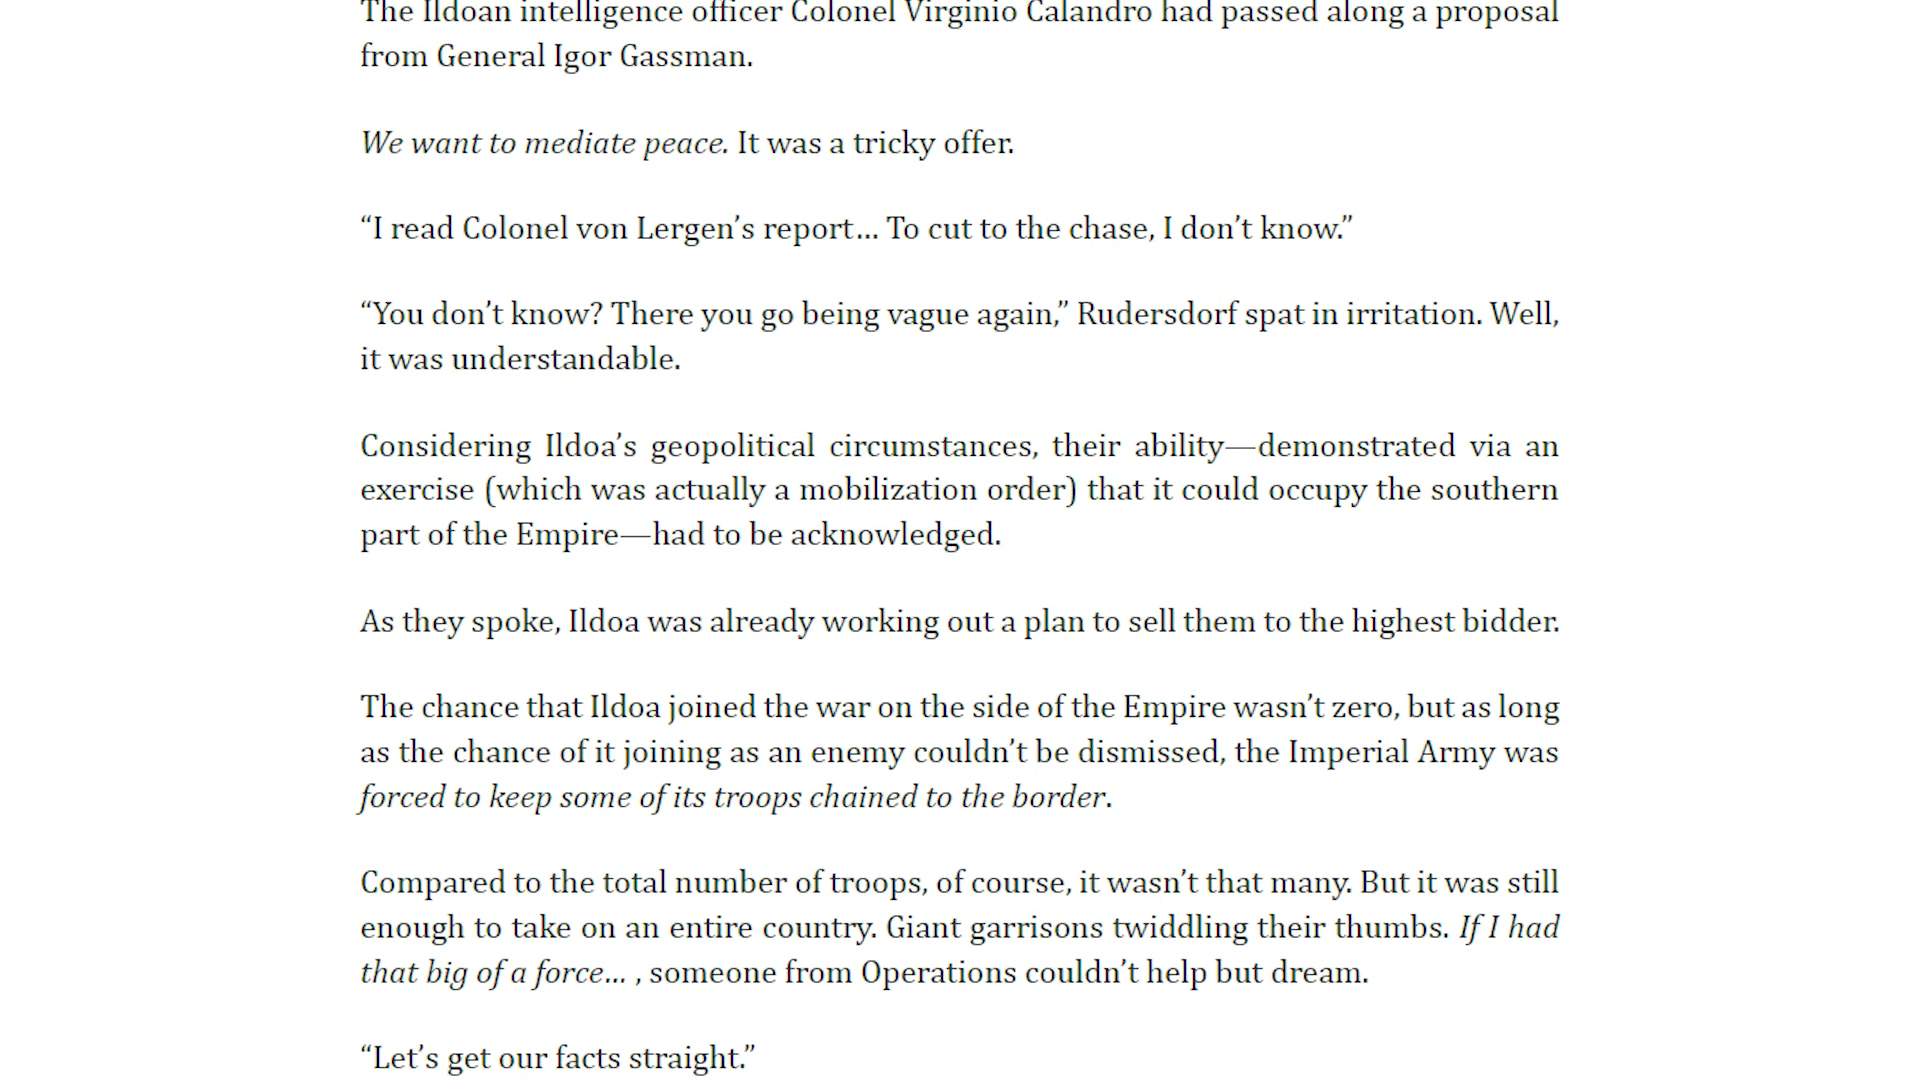 The Ildoan intelligence officer Colonel Virginio Calandro had passed along a proposal
from General Igor Gassman.
We want to mediate peace. It was a tricky offer.
“I read Colonel von Lergen’s report... To cut to the chase, I don’t know.”
“You don’t know? There you go being vague again,” Rudersdorf spat in irritation. Well,
it was understandable.
Considering Ildoa’s geopolitical circumstances, their ability—demonstrated via an
exercise (which was actually a mobilization order) that it could occupy the southern
part of the Empire—had to be acknowledged.
As they spoke, Ildoa was already working out a plan to sell them to the highest bidder.
The chance that Ildoa joined the war on the side of the Empire wasn’t zero, but as long
as the chance of it joining as an enemy couldn’t be dismissed, the Imperial Army was
forced to keep some of its troops chained to the border.
Compared to the total number of troops, of course, it wasn’t that many. But it was still
enough to take on an entire country. Giant garrisons twiddling their thumbs. If I had
that big of a force... , someone from Operations couldn’t help but dream.
“Let’s get our facts straight.”